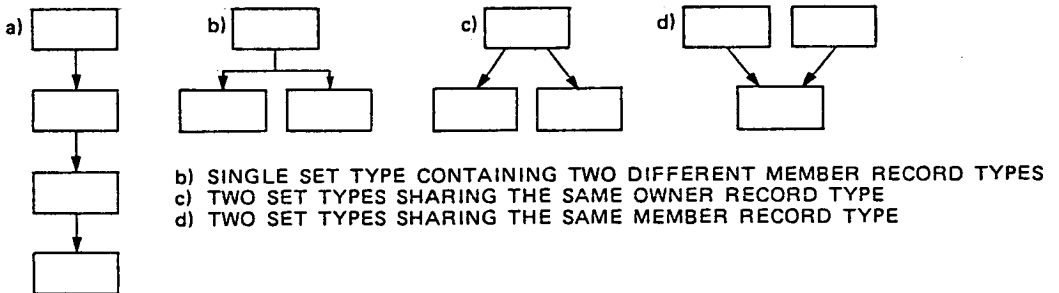 a)
b)
c)
d)
b) SINGLE SET TYPE CONTAINING TWO DIFFERENT MEMBER RECORD TYPES
c) TWO SET TYPES SHARING THE SAME OWNER RECORD TYPE
d) TWO SET TYPES SHARING THE SAME MEMBER RECORD TYPE